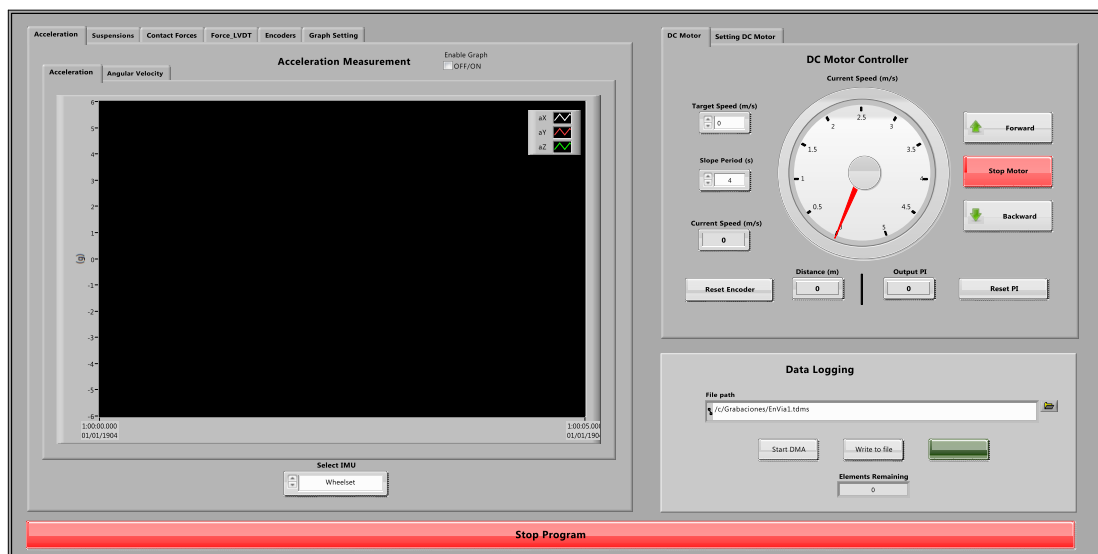 Acceleration Suspensions Contact Forces Force_LVDT Encoders Graph Setting
Acceleration Measurement
Enable Graph
OFF/ON
Acceleration Angular Velocity
aX
aY
aZ
(g)
6
5
4
3
2
1
0
-1
-2
-3
-4
-5
-6
1:00:00.000
01/01/1904
1:00:05.00
01/01/190
Select IMU
Wheelset
DC Motor Setting DC Motor
DC Motor Controller
Current Speed (m/s)
Target Speed (m/s)
0
Slope Period (s)
4
Current Speed (m/s)
0
0
0.5
1
1.5
2
2.5
3
3.5
4
4.5
5
Forward
Stop Motor
Backward
Reset Encoder
Distance (m)
0
Output PI
0
Reset PI
Data Logging
File path
/c/Grabaciones/EnVia1.tdms
Start DMA
Write to file
Elements Remaining
0
Stop Program